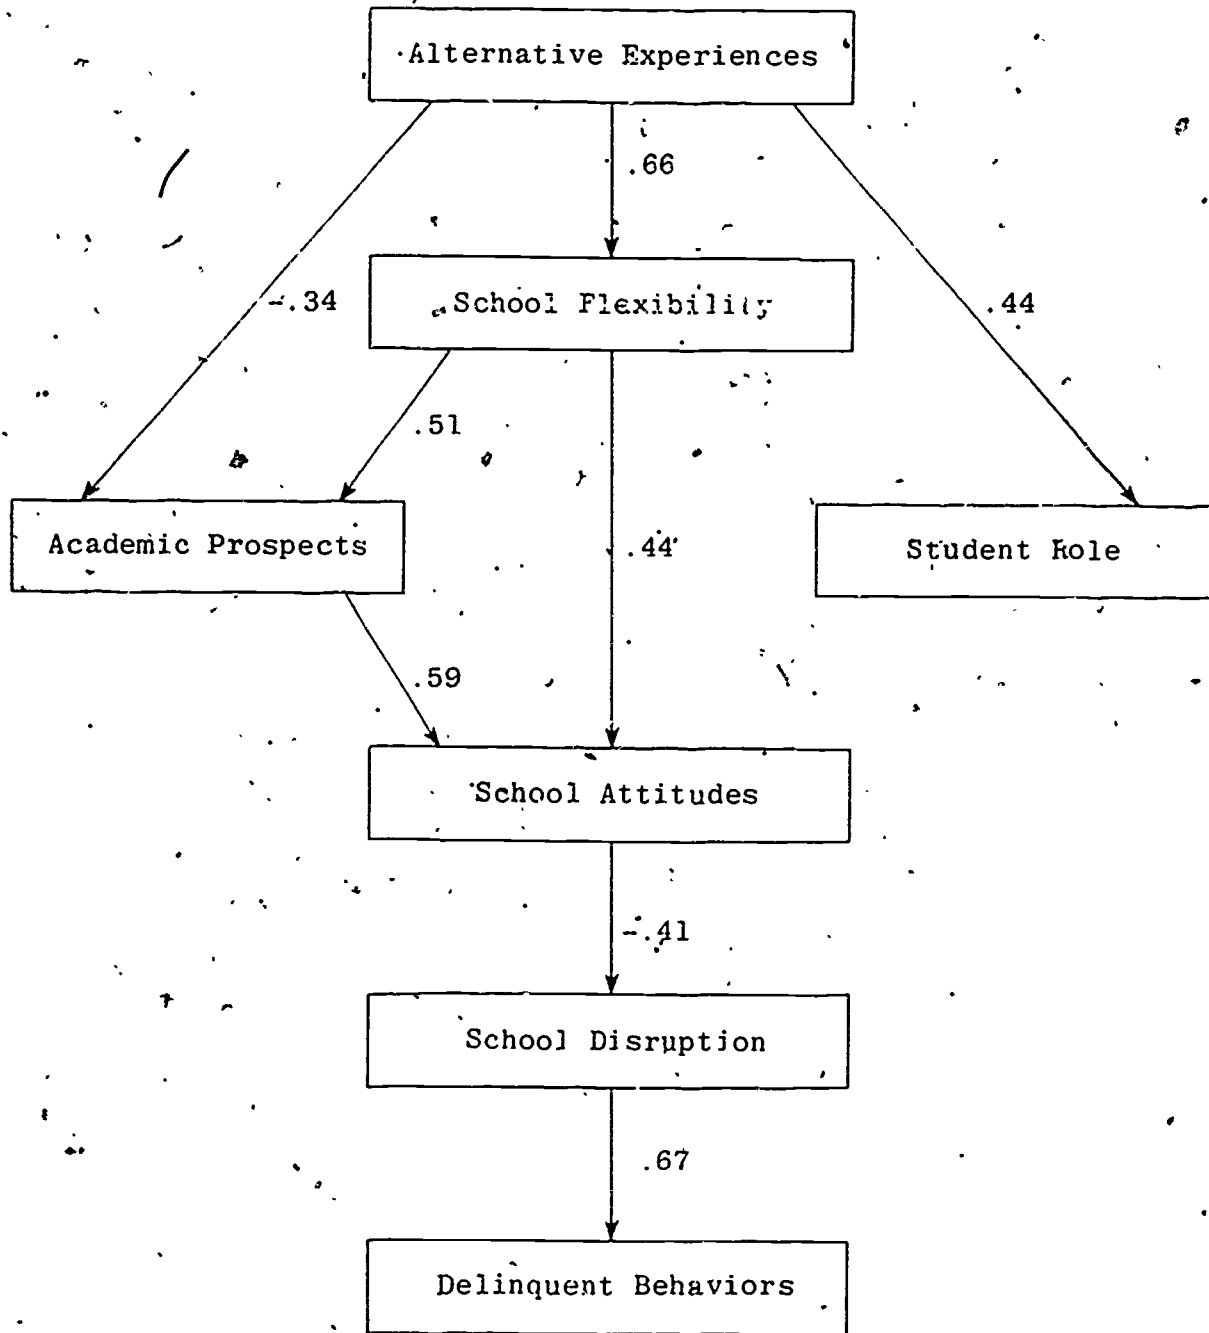 Alternative Experiences
.66
School Flexibility
-.34
.44
.51
Academic Prospects
.44
Student Role
.59
School Attitudes
-.41
School Disruption
.67
Delinquent Behaviors